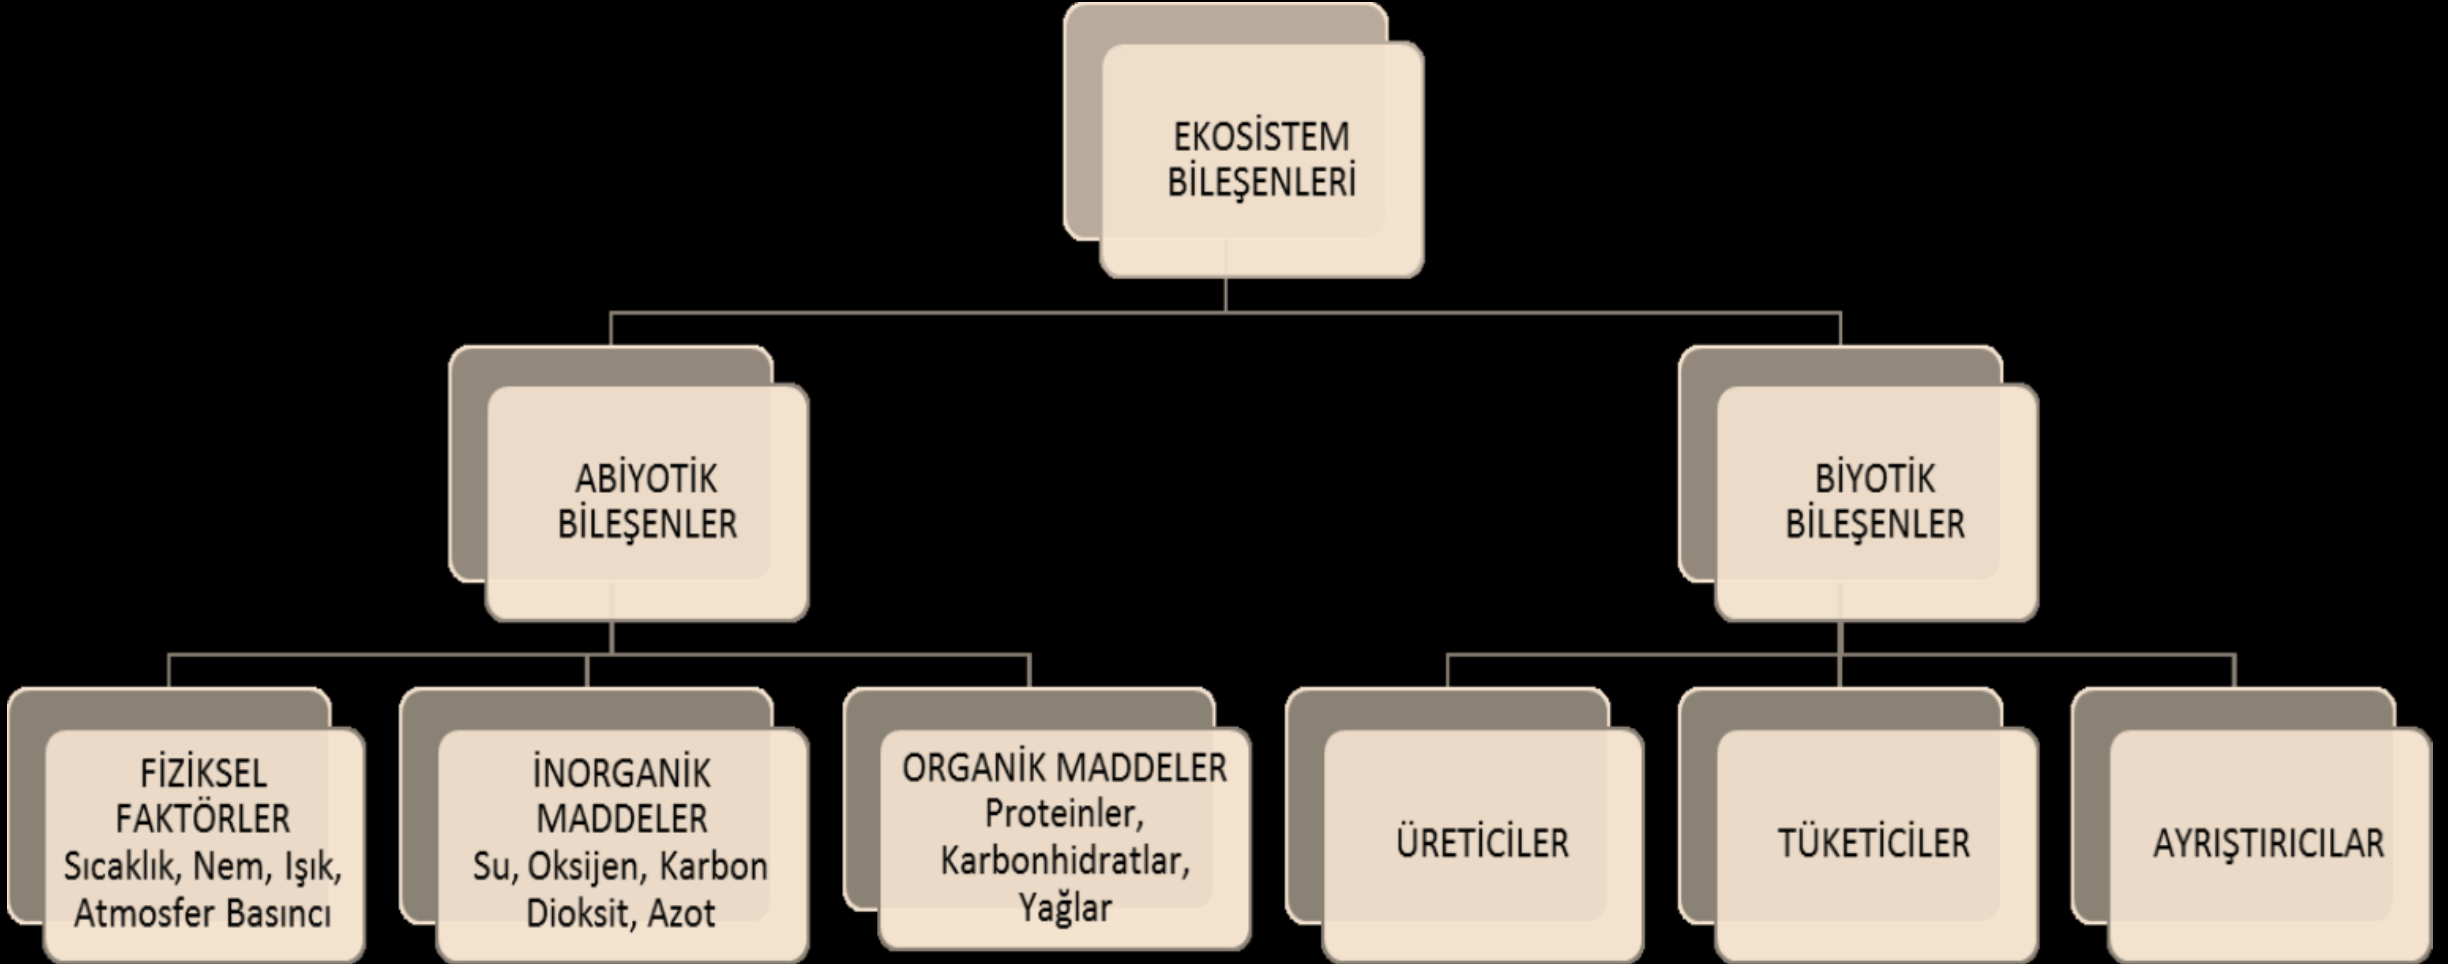 EKOSİSTEM
BİLEŞENLERİ
ABİYOTİK
BİLEŞENLER
BİYOTİK
BİLEŞENLER
FİZİKSEL
FAKTÖRLER
Sıcaklık, Nem, Işık,
Atmosfer Basıncı
İNORGANİK
MADDELER
Su, Oksijen, Karbon
Dioksit, Azot
ORGANİK MADDELER
Proteinler,
Karbonhidratlar,
Yağlar
ÜRETİCİLER
TÜKETİCİLER
AYRIŞTIRICILAR